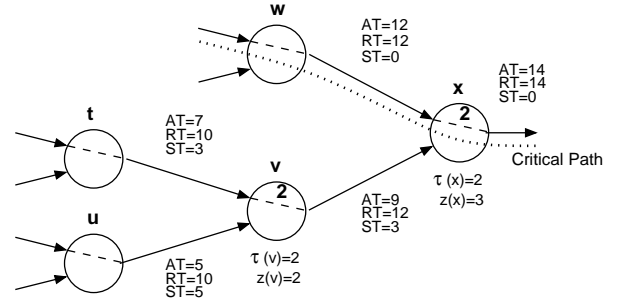 w
AT=12
RT=12
ST=0
AT=14
RT=14
ST=0
x
2
Critical Path
τ (x)=2
z(x)=3
t
AT=7
RT=10
ST=3
v
2
τ (v)=2
z(v)=2
AT=9
RT=12
ST=3
u
AT=5
RT=10
ST=5